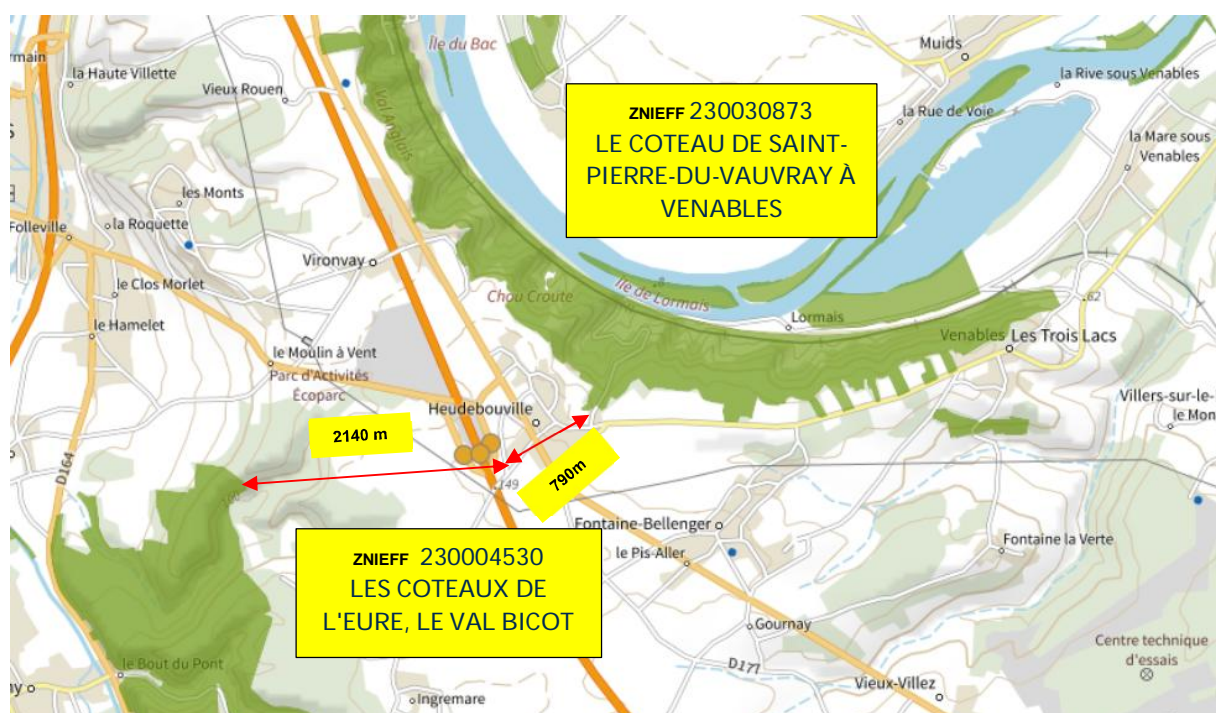 Île du Bac
Muids
rmain
la Haute Villette
Vieux Rouen
la Rive sous Venables
Val Anglais
la Rue de Voie
ZNIEFF 230030873
LE COTEAU DE SAINT-
PIERRE-DU-VAUVRAY À
VENABLES
la Mare sous
Venables
les Monts
Folleville
la Roquette
Vironvay
le Clos Morlet
Chou Croute
Île de Lormais
62
le Hamelet
Lormais
Venables
Les Trois Lacs
le Moulin à Vent
Parc d'Activités
Écoparc
Heudebouville
Villers-sur-le-
le Mon
2140 m
790m
D164
100
149
Fontaine-Bellenger
le Pis-Aller
Fontaine la Verte
ZNIEFF 230004530
LES COTEAUX DE
L'EURE, LE VAL BICOT
Gournay
Centre technique
d'essais
le Bout du Pont
D177
Vieux-Villez
ny
Ingremare